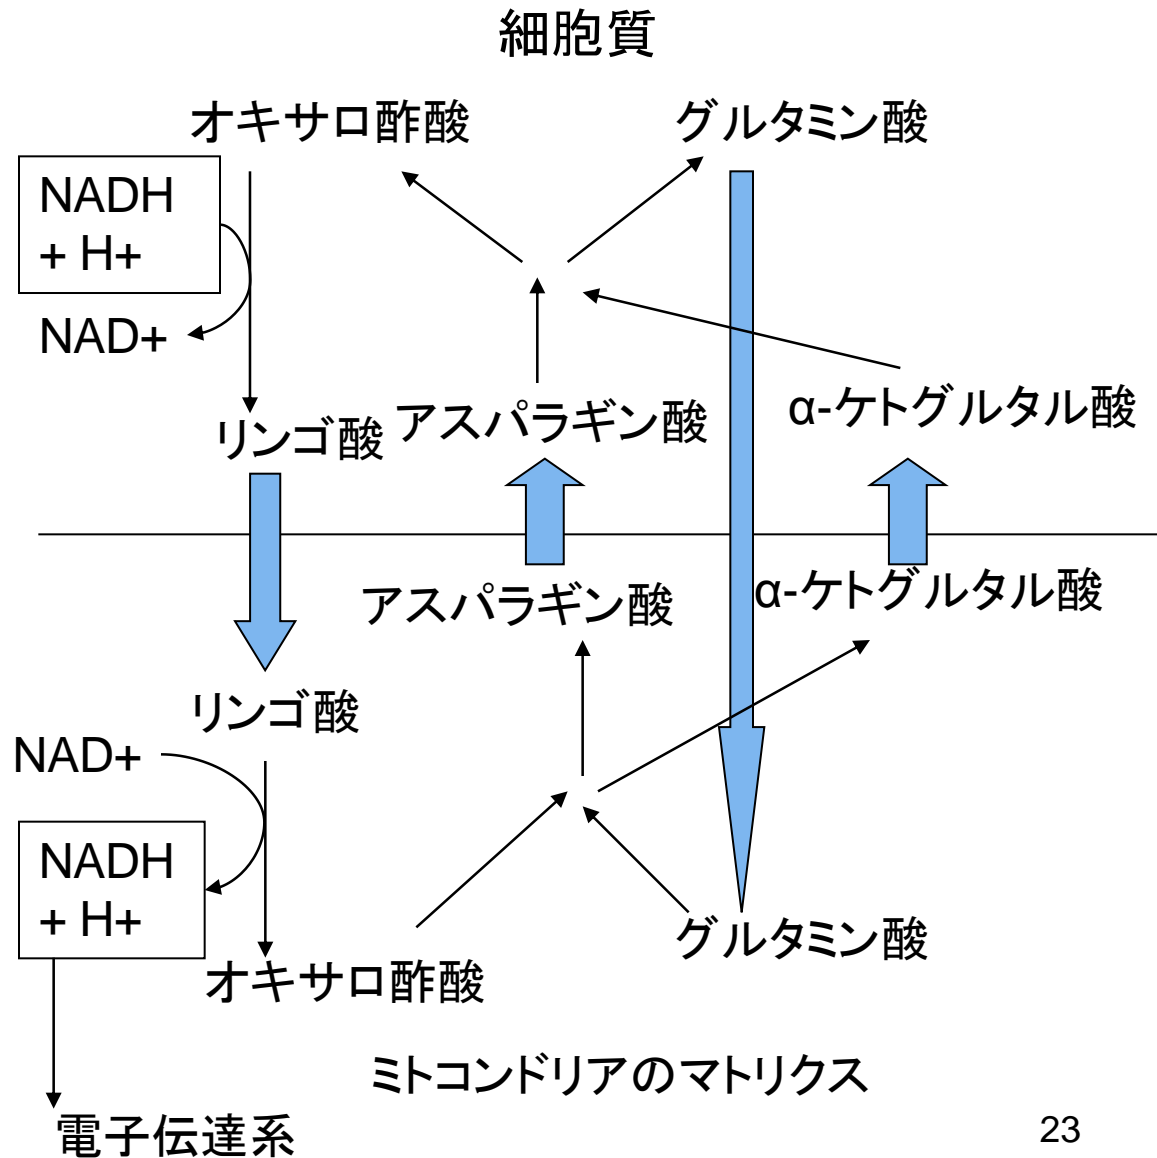 細胞質
オキサロ酢酸
グルタミン酸
NADH
+ H+
NAD+
リンゴ酸
アスパラギン酸
α-ケトグルタル酸
アスパラギン酸
α-ケトグルタル酸
リンゴ酸
NAD+
NADH
+ H+
オキサロ酢酸
グルタミン酸
ミトコンドリアのマトリクス
電子伝達系
23